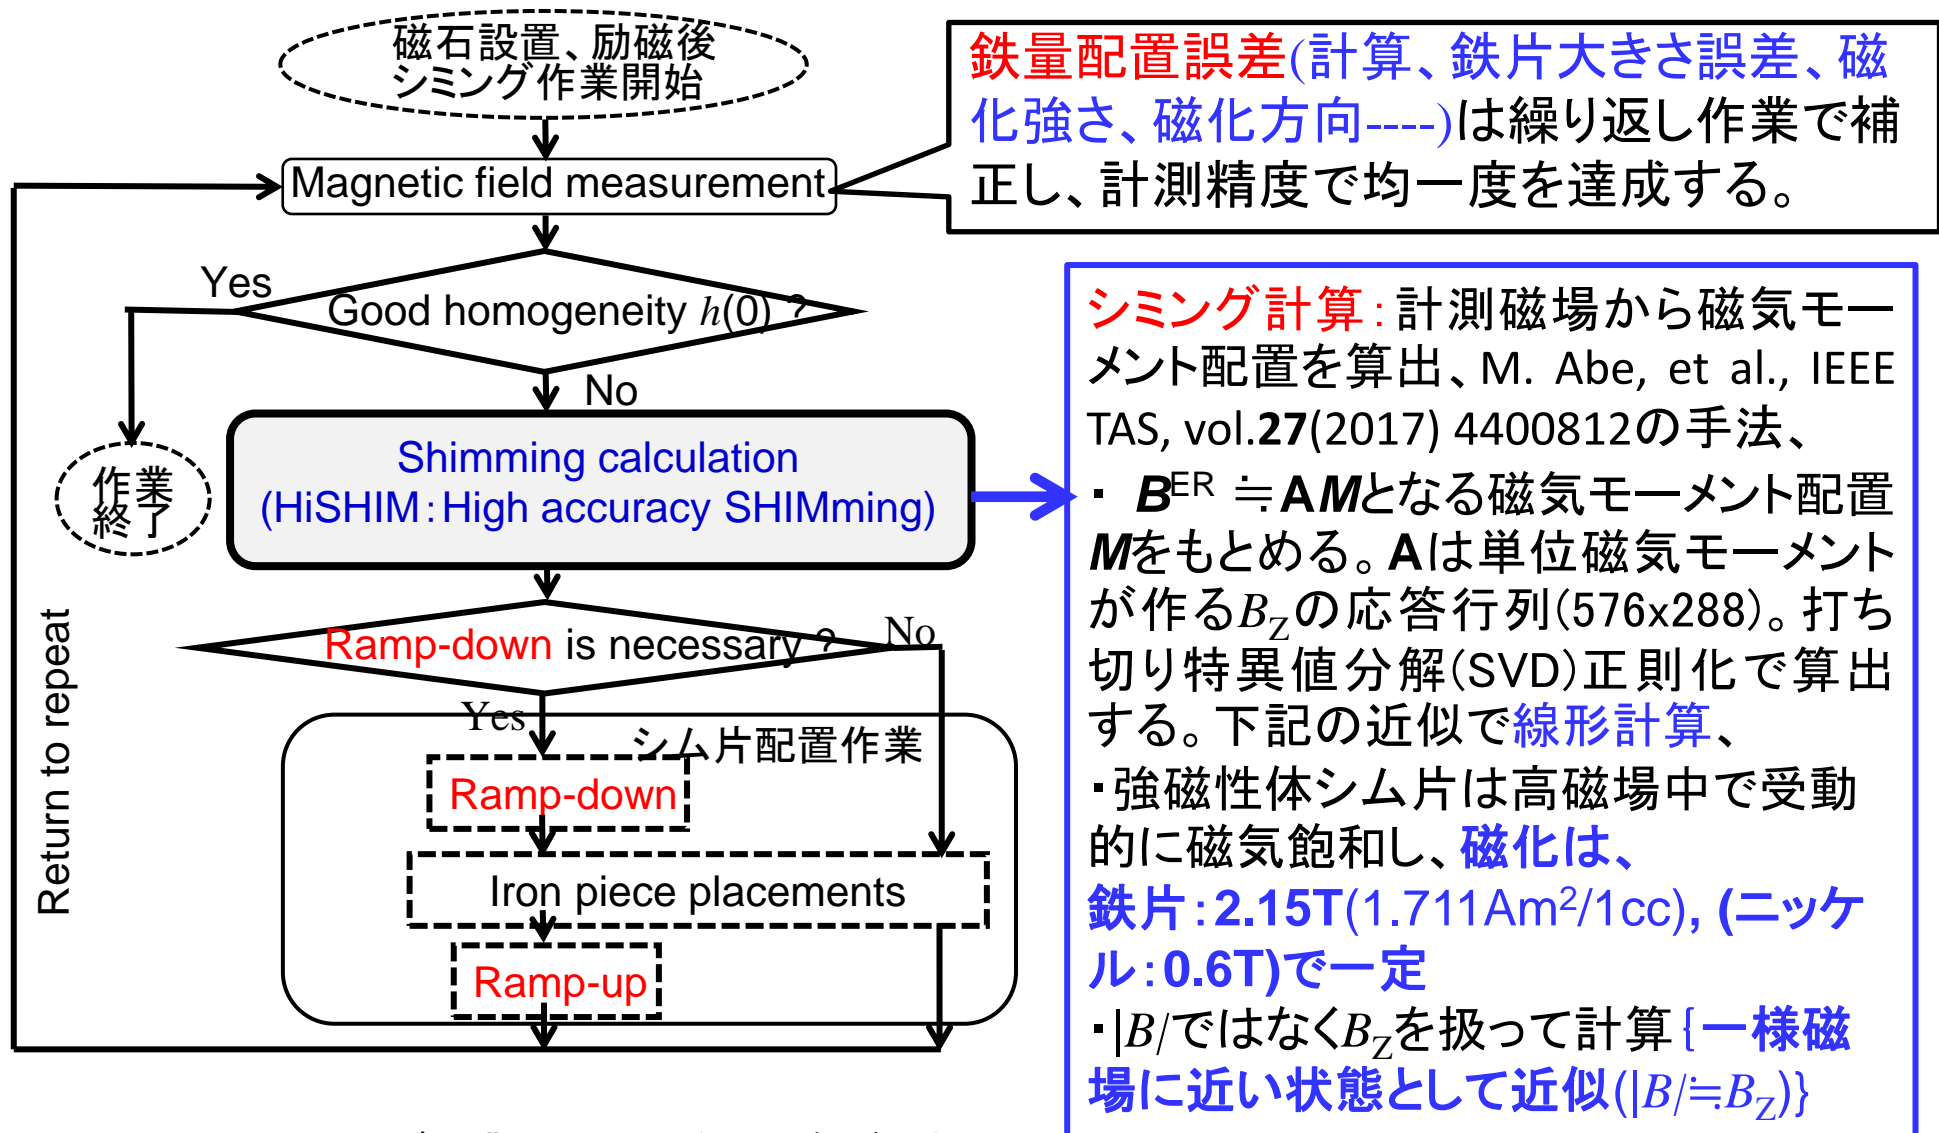 磁石設置、励磁後
シミング作業開始
鉄量配置誤差(計算、鉄片大きさ誤差、磁
化強さ、磁化方向----)は繰り返し作業で補
正し、計測精度で均一度を達成する。
Magnetic field measurement
Yes
Good homogeneity h(0) ?
No
作業
終了
Shimming calculation
(HiSHIM：High accuracy SHIMming)
Ramp-down is necessary ?
No
Yes
シム片配置作業
Ramp-down
Iron piece placements
Ramp-up
Return to repeat
シミング計算：計測磁場から磁気モー
メント配置を算出、M. Abe, et al., IEEE
TAS, vol.27(2017) 4400812の手法、
・ B^ER ≒AMとなる磁気モーメント配置
Mをもとめる。Aは単位磁気モーメント
が作るB_Zの応答行列(576x288)。打ち
切り特異値分解(SVD)正則化で算出
する。下記の近似で線形計算、
・強磁性体シム片は高磁場中で受動
的に磁気飽和し、磁化は、
鉄片：2.15T(1.711Am²/1cc), (ニッケ
ル：0.6T)で一定
・|B/ではなくB_Zを扱って計算{一様磁
場に近い状態として近似(|B/≒B_Z)}